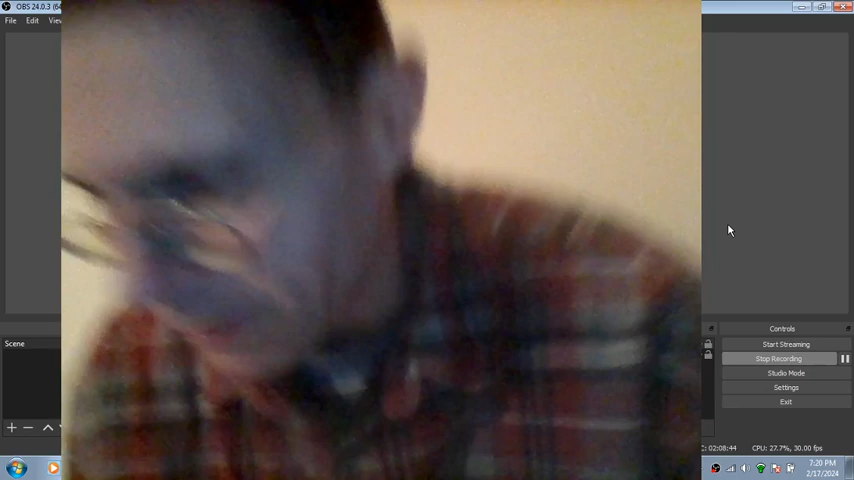 OBS 24.0.3 (64
File Edit Vie
Scene
Controls
Start Streaming
Stop Recording
Studio Mode
Settings
Exit
C: 02:08:44 CPU: 27.7%, 30.00 fps
7:20 PM
2/17/2024